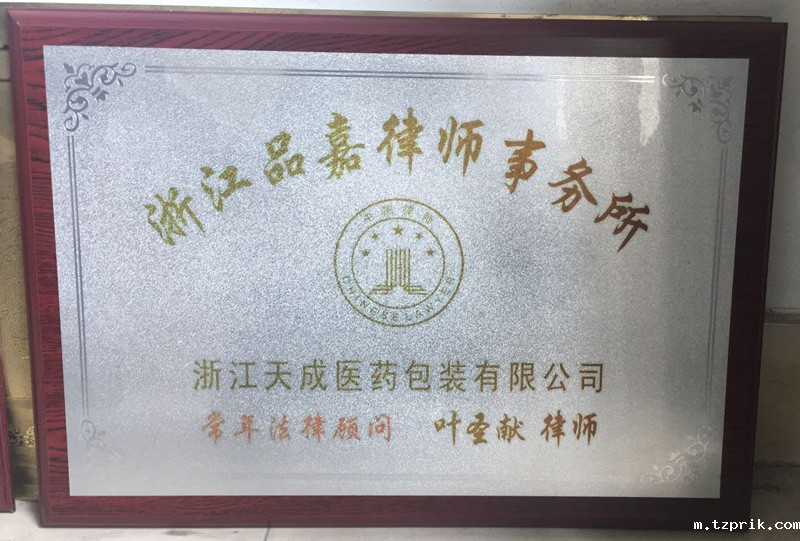 浙江品嘉律师事务所
中国律师
CHINESE LAWYER
浙江天成医药包装有限公司
常年法律顾问 叶圣献 律师
m.tzprik.com